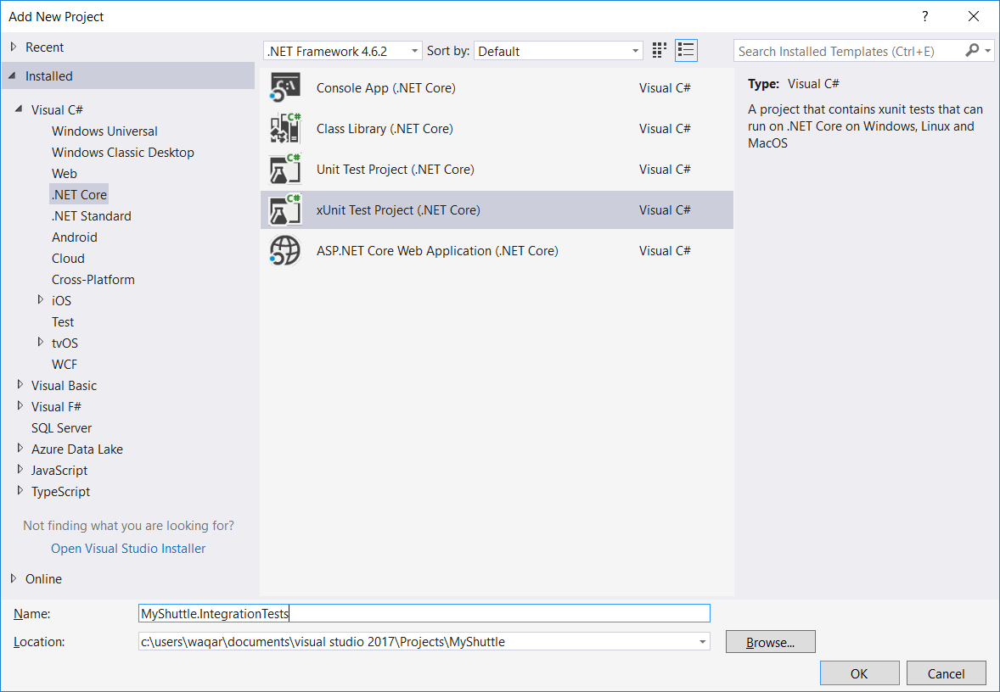 Add New Project
?
Recent
Installed
Visual C#
Windows Universal
Windows Classic Desktop
Web
.NET Core
.NET Standard
Android
Cloud
Cross-Platform
iOS
Test
tvOS
WCF
Visual Basic
Visual F#
SQL Server
Azure Data Lake
JavaScript
TypeScript
Not finding what you are looking for?
Open Visual Studio Installer
Online
.NET Framework 4.6.2 Sort by: Default
C:\ Console App (.NET Core) Visual C#
C# Class Library (.NET Core) Visual C#
C# Unit Test Project (.NET Core) Visual C#
C# xUnit Test Project (.NET Core) Visual C#
ASP.NET Core Web Application (.NET Core) Visual C#
Search Installed Templates (Ctrl+E)
Type: Visual C#
A project that contains xunit tests that can
run on .NET Core on Windows, Linux and
MacOS
Name: MyShuttle.IntegrationTests
Location: c:\users\waqar\documents\visual studio 2017\Projects\MyShuttle
Browse...
OK Cancel